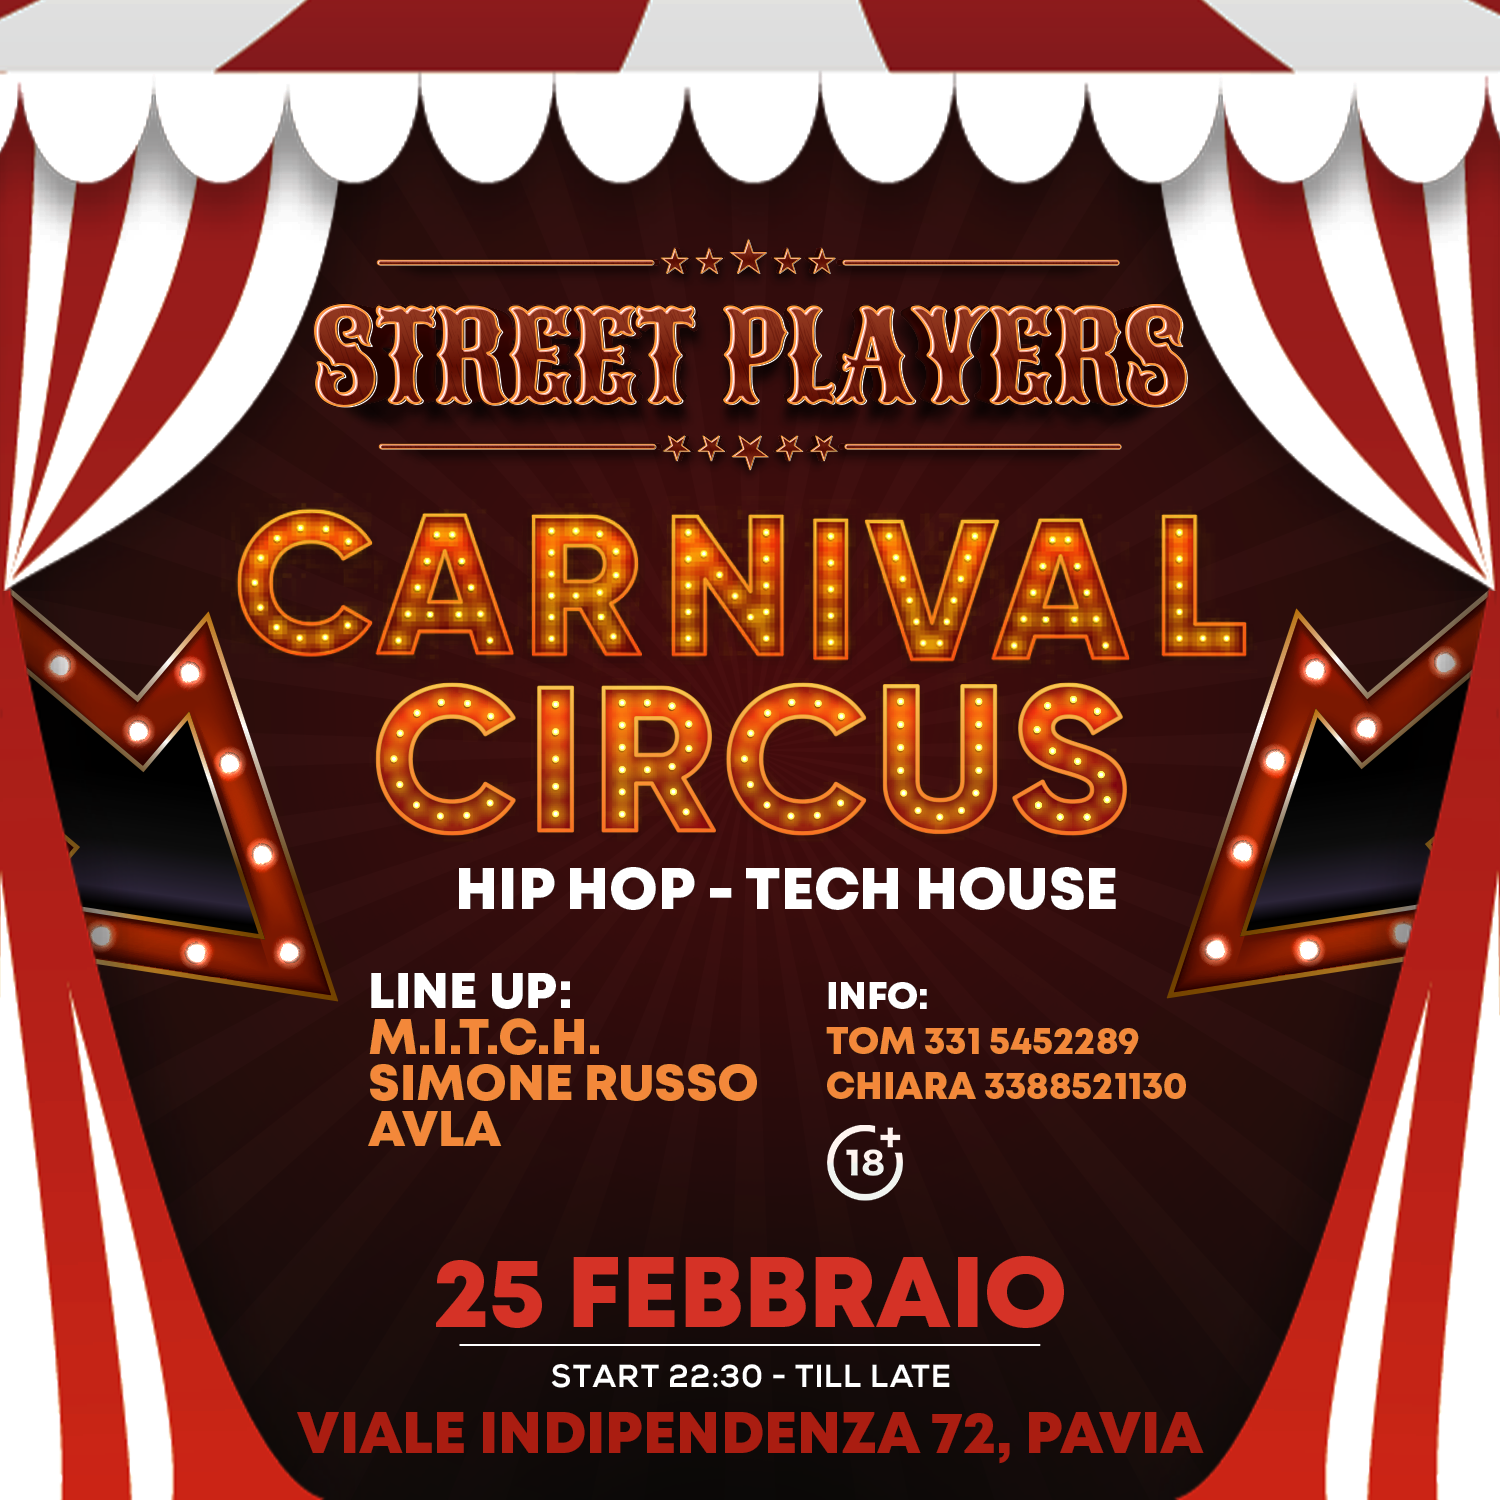 STREET PLAYERS
CARNIVAL
CIRCUS
HIP HOP - TECH HOUSE
LINE UP:
M.I.T.C.H.
SIMONE RUSSO
AVLA
INFO:
TOM 331 5452289
CHIARA 3388521130
18+
25 FEBBRAIO
START 22:30 - TILL LATE
VIALE INDIPENDENZA 72, PAVIA